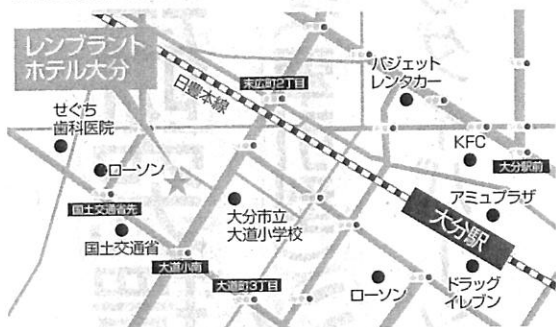 レンブラント
ホテル大分
日豊本線
末広町2丁目
バジェット
レンタカー
せぐち
歯科医院
ローソン
KFC
大分駅前
アミュプラザ
大分駅
国土交通省先
国土交通省
大分市立
大道小学校
大道小南
大道町3丁目
ローソン
ドラッグ
イレブン